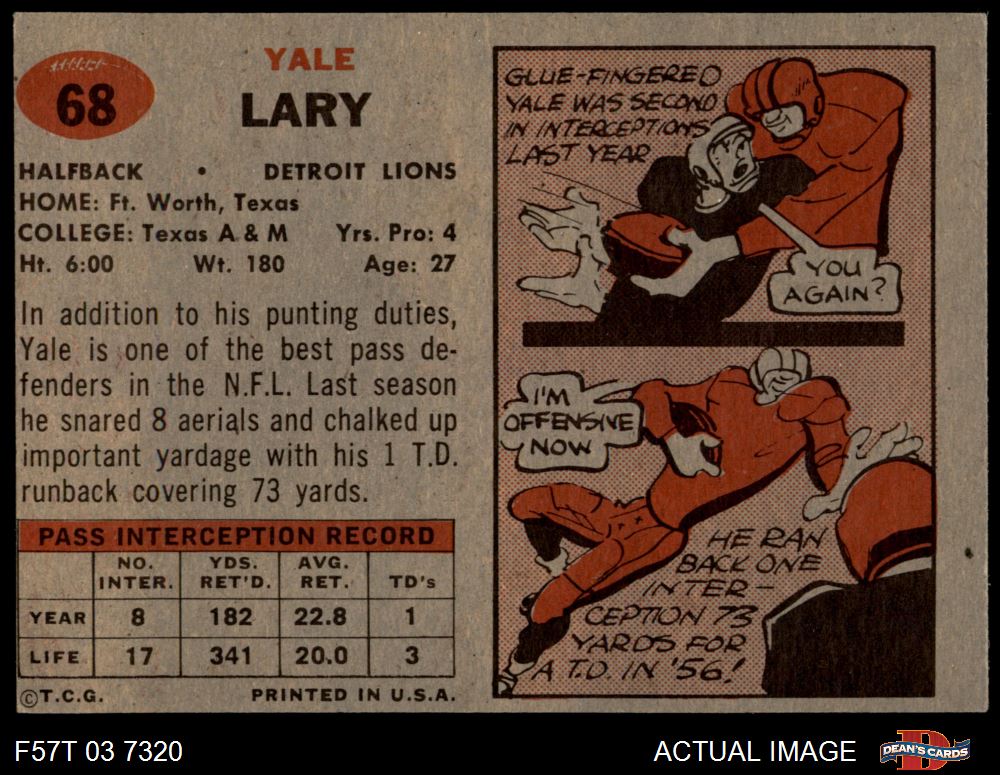 68
YALE
LARY
HALFBACK • DETROIT LIONS
HOME: Ft. Worth, Texas
COLLEGE: Texas A & M Yrs. Pro: 4
Ht. 6:00 Wt. 180 Age: 27
In addition to his punting duties,
Yale is one of the best pass de-
fenders in the N.F.L. Last season
he snared 8 aerials and chalked up
important yardage with his 1 T.D.
runback covering 73 yards.
PASS INTERCEPTION RECORD
NO. INTER. YDS. RET'D. AVG. RET. TD's
YEAR 8 182 22.8 1
LIFE 17 341 20.0 3
©T.C.G. PRINTED IN U.S.A.
GLUE-FINGERED
YALE WAS SECOND
IN INTERCEPTIONS
LAST YEAR
YOU
AGAIN?
I'M
OFFENSIVE
NOW
HE RAN
BACK ONE
INTER-
CEPTION 73
YARDS FOR
A T.D. IN '56!
F57T 03 7320
ACTUAL IMAGE
DEAN'S CARDS